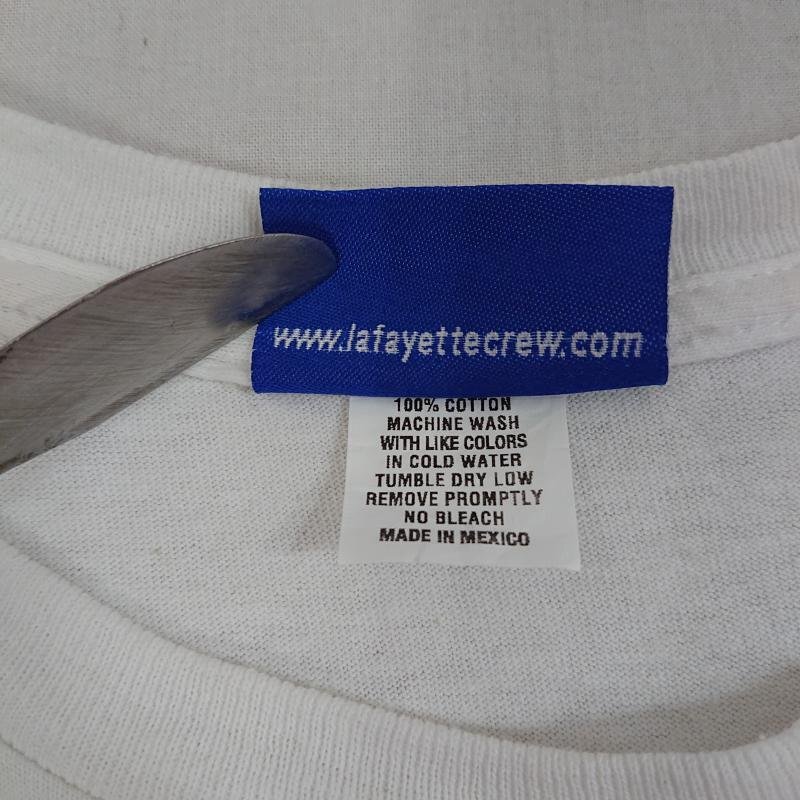 www.lafayettecrew.com
100% COTTON
MACHINE WASH
WITH LIKE COLORS
IN COLD WATER
TUMBLE DRY LOW
REMOVE PROMPTLY
NO BLEACH
MADE IN MEXICO